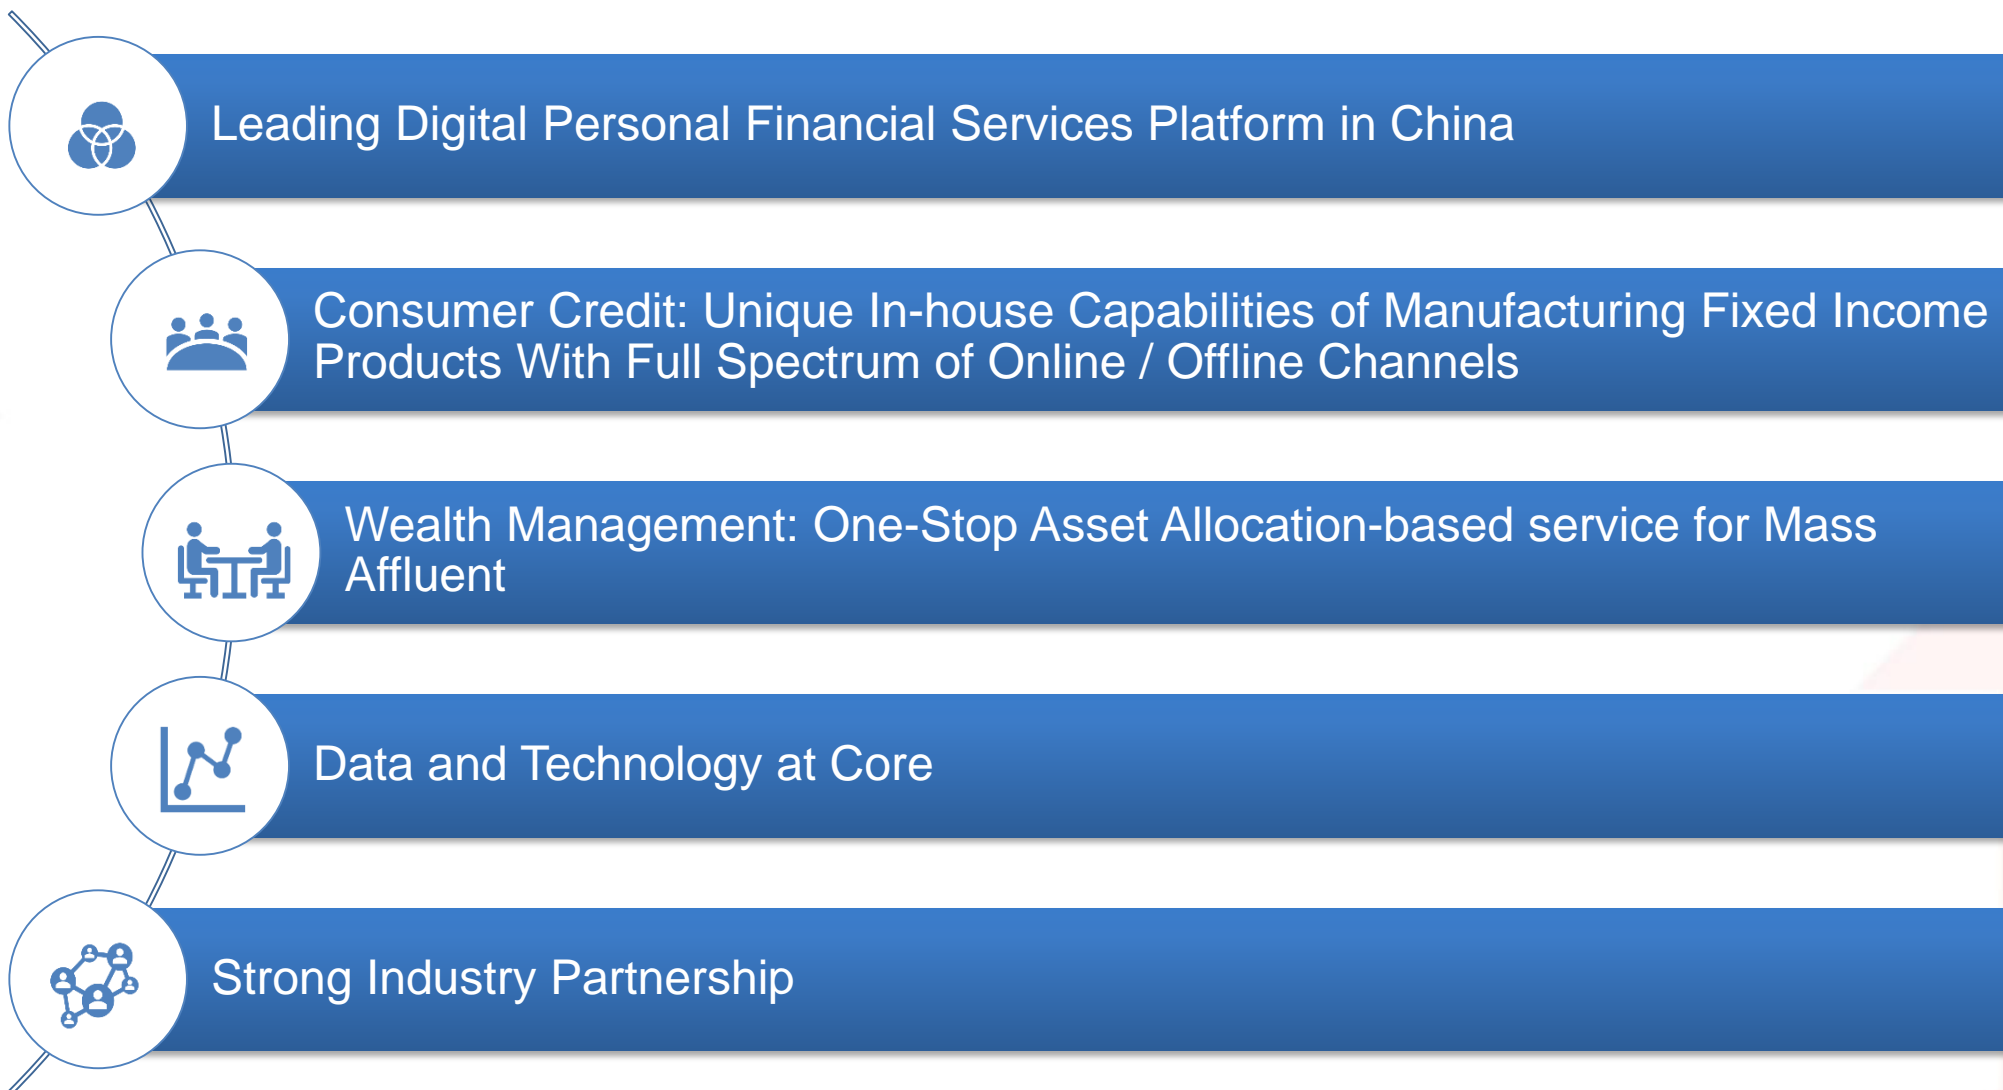 Leading Digital Personal Financial Services Platform in China
Consumer Credit: Unique In-house Capabilities of Manufacturing Fixed Income
Products With Full Spectrum of Online / Offline Channels
Wealth Management: One-Stop Asset Allocation-based service for Mass
Affluent
Data and Technology at Core
Strong Industry Partnership